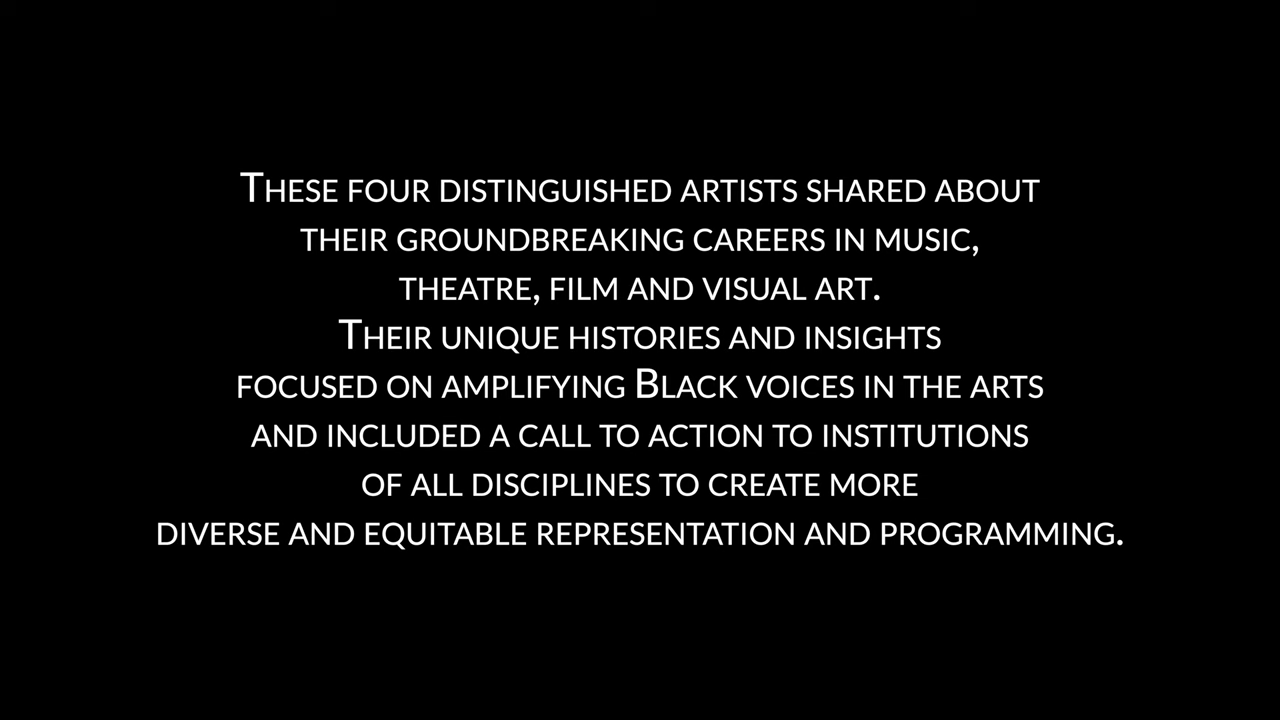 These four distinguished artists shared about
their groundbreaking careers in music,
theatre, film and visual art.
Their unique histories and insights
focused on amplifying Black voices in the arts
and included a call to action to institutions
of all disciplines to create more
diverse and equitable representation and programming.